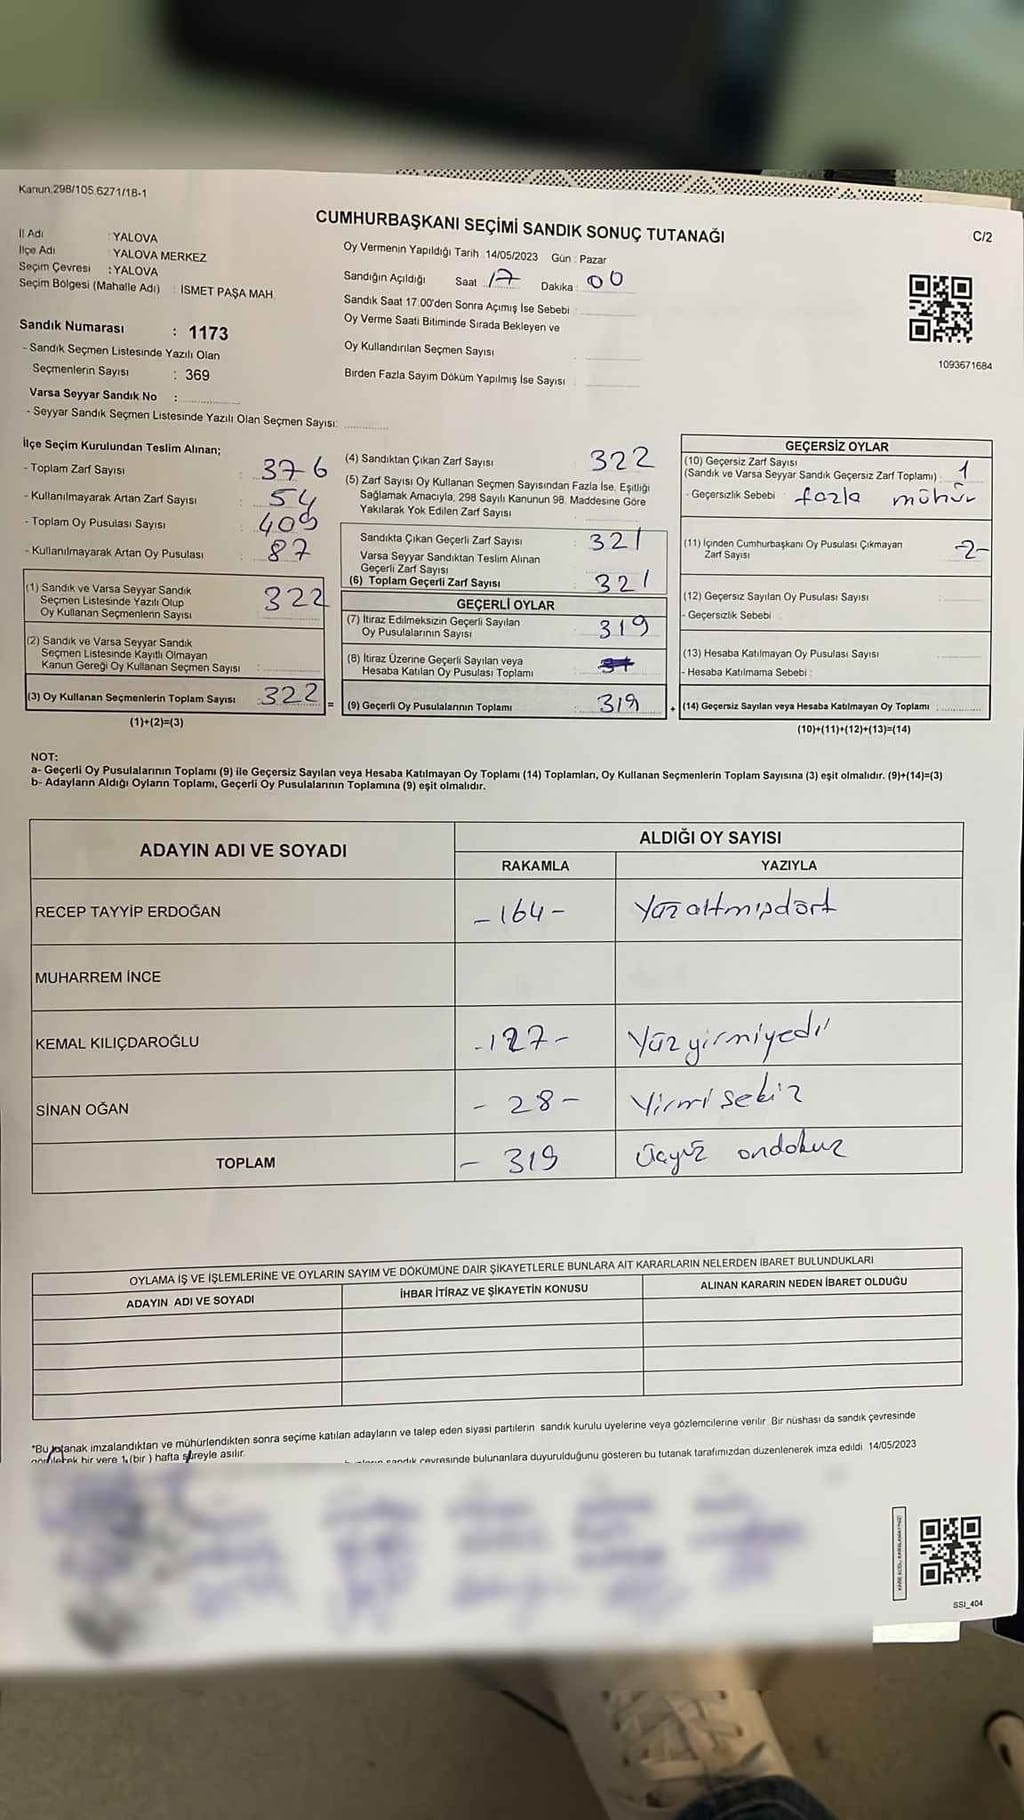 Kanun 298/105 6271/18-1
CUMHURBAŞKANI SEÇİMİ SANDIK SONUÇ TUTANAĞI
C/2
İl Adı : YALOVA
İlçe Adı : YALOVA MERKEZ
Seçim Çevresi : YALOVA
Seçim Bölgesi (Mahalle Adı) : İSMET PAŞA MAH.
Sandık Numarası : 1173
- Sandık Seçmen Listesinde Yazılı Olan
Seçmenlerin Sayısı : 369
Varsa Seyyar Sandık No :
- Seyyar Sandık Seçmen Listesinde Yazılı Olan Seçmen Sayısı:
Oy Vermenin Yapıldığı Tarih : 14/05/2023 Gün : Pazar
Sandığın Açıldığı Saat 17 Dakika : 00
Sandık Saat 17:00'den Sonra Açımış İse Sebebi :
Oy Verme Saati Bitiminde Sırada Bekleyen ve
Oy Kullandırılan Seçmen Sayısı :
Birden Fazla Sayım Döküm Yapılmış İse Sayısı :
1093671684
İlçe Seçim Kurulundan Teslim Alınan;
- Toplam Zarf Sayısı : 376
- Kullanılmayarak Artan Zarf Sayısı : 54
- Toplam Oy Pusulası Sayısı : 409
- Kullanılmayarak Artan Oy Pusulası : 87
(1) Sandık ve Varsa Seyyar Sandık
Seçmen Listesinde Yazılı Olup
Oy Kullanan Seçmenlerin Sayısı 322
(2) Sandık ve Varsa Seyyar Sandık
Seçmen Listesinde Kayıtlı Olmayan
Kanun Gereği Oy Kullanan Seçmen Sayısı :
(3) Oy Kullanan Seçmenlerin Toplam Sayısı : 322 =
(1)+(2)=(3)
(4) Sandıktan Çıkan Zarf Sayısı : 322
(5) Zarf Sayısı Oy Kullanan Seçmen Sayısından Fazla İse, Eşitliği
Sağlamak Amacıyla, 298 Sayılı Kanunun 98. Maddesine Göre
Yakılarak Yok Edilen Zarf Sayısı :
Sandıkta Çıkan Geçerli Zarf Sayısı : 321
Varsa Seyyar Sandıktan Teslim Alınan
Geçerli Zarf Sayısı :
(6) Toplam Geçerli Zarf Sayısı : 321
GEÇERLİ OYLAR
(7) İtiraz Edilmeksizin Geçerli Sayılan
Oy Pusulalarının Sayısı : 319
(8) İtiraz Üzerine Geçerli Sayılan veya
Hesaba Katılan Oy Pusulası Toplamı :
(9) Geçerli Oy Pusulalarının Toplamı : 319 +
GEÇERSİZ OYLAR
(10) Geçersiz Zarf Sayısı
(Sandık ve Varsa Seyyar Sandık Geçersiz Zarf Toplamı) : 1
- Geçersizlik Sebebi : fazla mühür
(11) İçinden Cumhurbaşkanı Oy Pusulası Çıkmayan
Zarf Sayısı -2-
(12) Geçersiz Sayılan Oy Pusulası Sayısı :
- Geçersizlik Sebebi :
(13) Hesaba Katılmayan Oy Pusulası Sayısı :
- Hesaba Katılmama Sebebi :
(14) Geçersiz Sayılan veya Hesaba Katılmayan Oy Toplamı :
(10)+(11)+(12)+(13)=(14)
NOT:
a- Geçerli Oy Pusulalarının Toplamı (9) ile Geçersiz Sayılan veya Hesaba Katılmayan Oy Toplamı (14) Toplamları, Oy Kullanan Seçmenlerin Toplam Sayısına (3) eşit olmalıdır. (9)+(14)=(3)
b- Adayların Aldığı Oyların Toplamı, Geçerli Oy Pusulalarının Toplamına (9) eşit olmalıdır.
ADAYIN ADI VE SOYADI
ALDIĞI OY SAYISI
RAKAMLA YAZIYLA
RECEP TAYYİP ERDOĞAN -164- Yüzaltmışdört
MUHARREM İNCE
KEMAL KILIÇDAROĞLU -127- Yüzyirmiyedi
SİNAN OĞAN -28- Yirmisekiz
TOPLAM - 319 Üçyüz ondokuz
OYLAMA İŞ VE İŞLEMLERİNE VE OYLARIN SAYIM VE DÖKÜMÜNE DAİR ŞİKAYETLERLE BUNLARA AİT KARARLARIN NELERDEN İBARET BULUNDUKLARI
ADAYIN ADI VE SOYADI İHBAR İTİRAZ VE ŞİKAYETİN KONUSU ALINAN KARARIN NEDEN İBARET OLDUĞU
*Bu tutanak imzalandıktan ve mühürlendikten sonra seçime katılan adayların ve talep eden siyasi partilerin sandık kurulu üyelerine veya gözlemcilerine verilir. Bir nüshası da sandık çevresinde
görülecek bir yere 1 (bir ) hafta süreyle asılır.
sandık çevresinde bulunanlara duyurulduğunu gösteren bu tutanak tarafımızdan düzenlenerek imza edildi. 14/05/2023
SSI_404